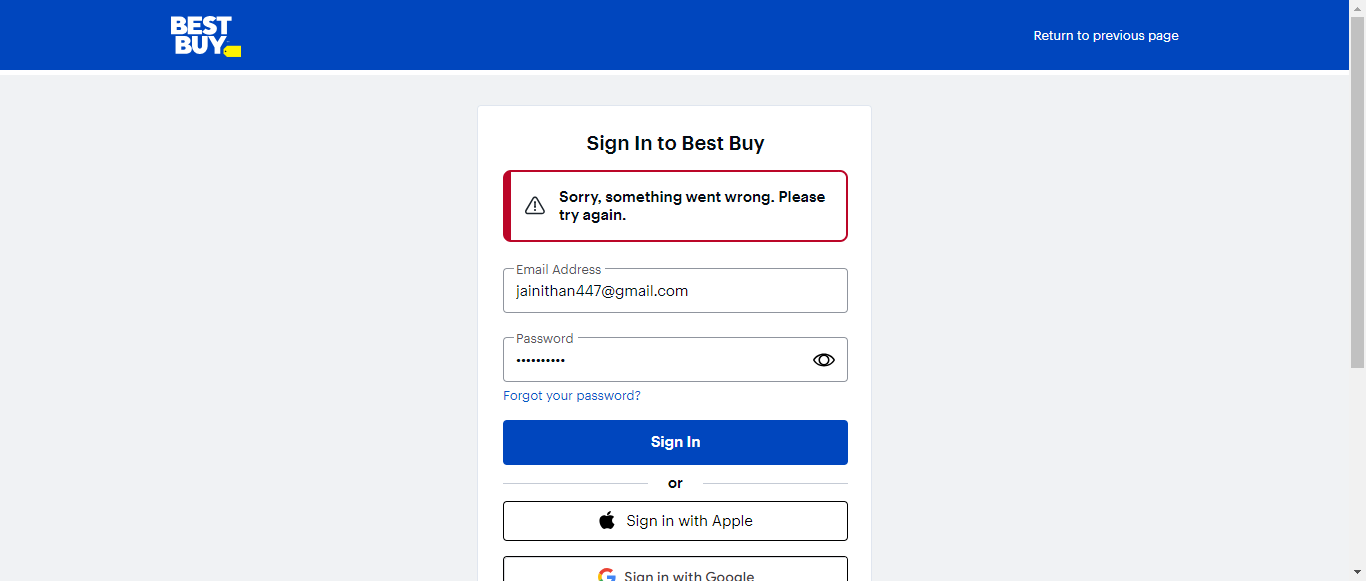 BEST
BUY
Return to previous page
Sign In to Best Buy
Sorry, something went wrong. Please
try again.
Email Address
jainithan447@gmail.com
Password
••••••••••
Forgot your password?
Sign In
or
Sign in with Apple
Sign in with Google